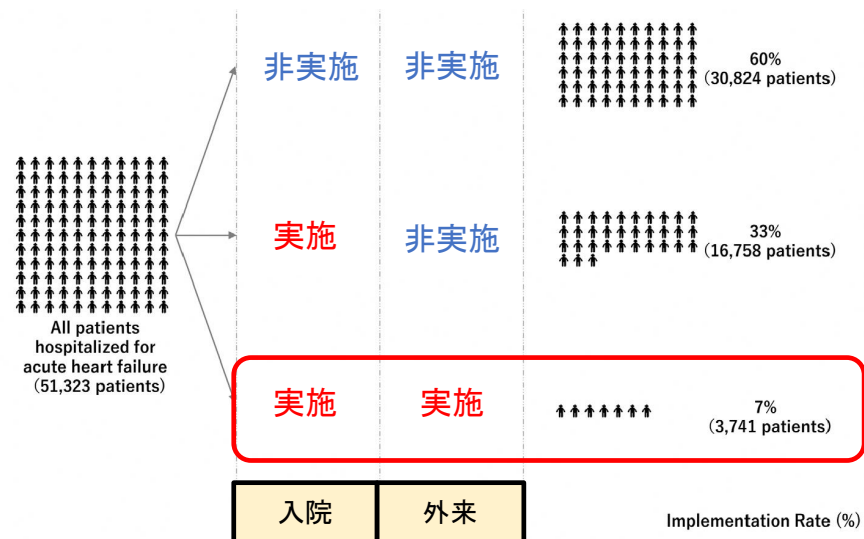 非実施
非実施
60%
(30,824 patients)
実施
非実施
33%
(16,758 patients)
All patients
hospitalized for
acute heart failure
(51,323 patients)
実施
実施
7%
(3,741 patients)
入院
外来
Implementation Rate (%)